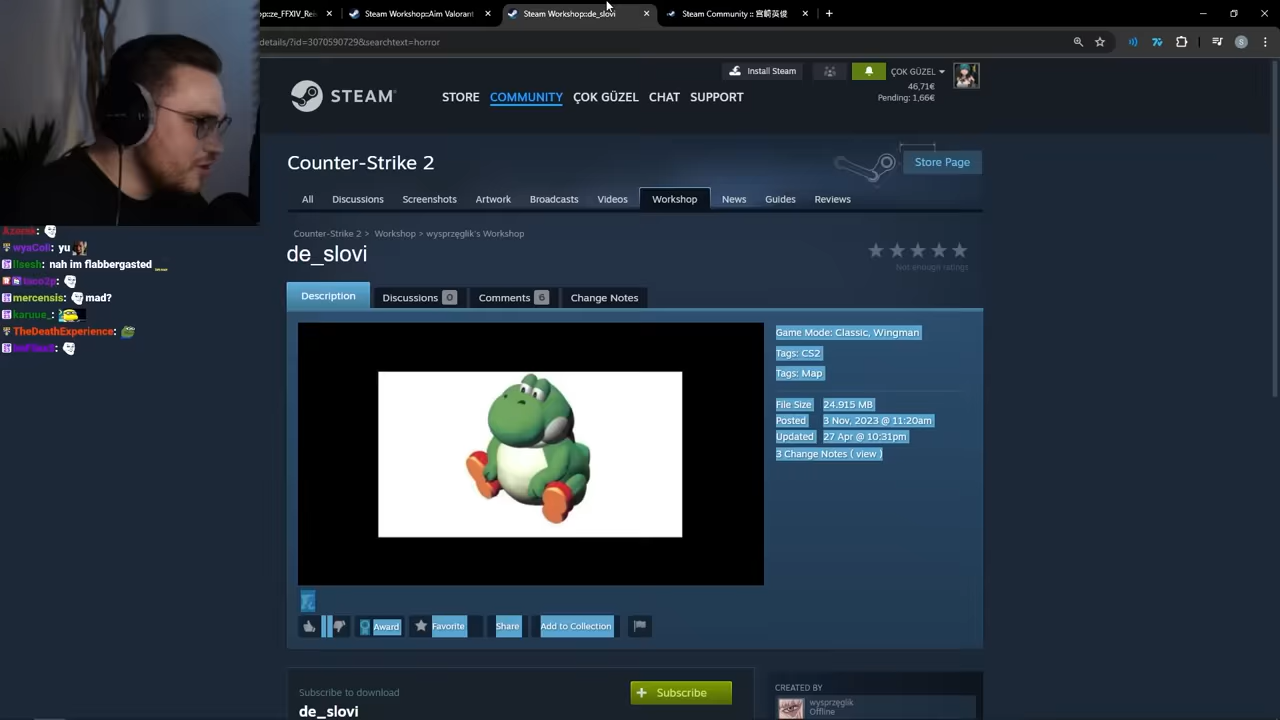 Steam Workshop::Aim Valorant
Steam Workshop::de_slovi
Steam Community :: 宮崎英俊
details/?id=3070590729&searchtext=horror
Install Steam
ÇOK GÜZEL
46,71€
Pending: 1,66€
STEAM
STORE COMMUNITY ÇOK GÜZEL CHAT SUPPORT
Counter-Strike 2
Store Page
All Discussions Screenshots Artwork Broadcasts Videos Workshop News Guides Reviews
Counter-Strike 2 > Workshop > wysprzęglik's Workshop
de_slovi
Not enough ratings
Description Discussions 0 Comments 6 Change Notes
Game Mode: Classic, Wingman
Tags: CS2
Tags: Map
File Size 24.915 MB
Posted 3 Nov, 2023 @ 11:20am
Updated 27 Apr @ 10:31pm
3 Change Notes ( view )
wyaColl: yu
l!sesh: nah im flabbergasted
taco2p:
mercensis: mad?
karuue_:
TheDeathExperience:
Award Favorite Share Add to Collection
Subscribe to download
de_slovi
Subscribe
CREATED BY
wysprzęglik
Offline